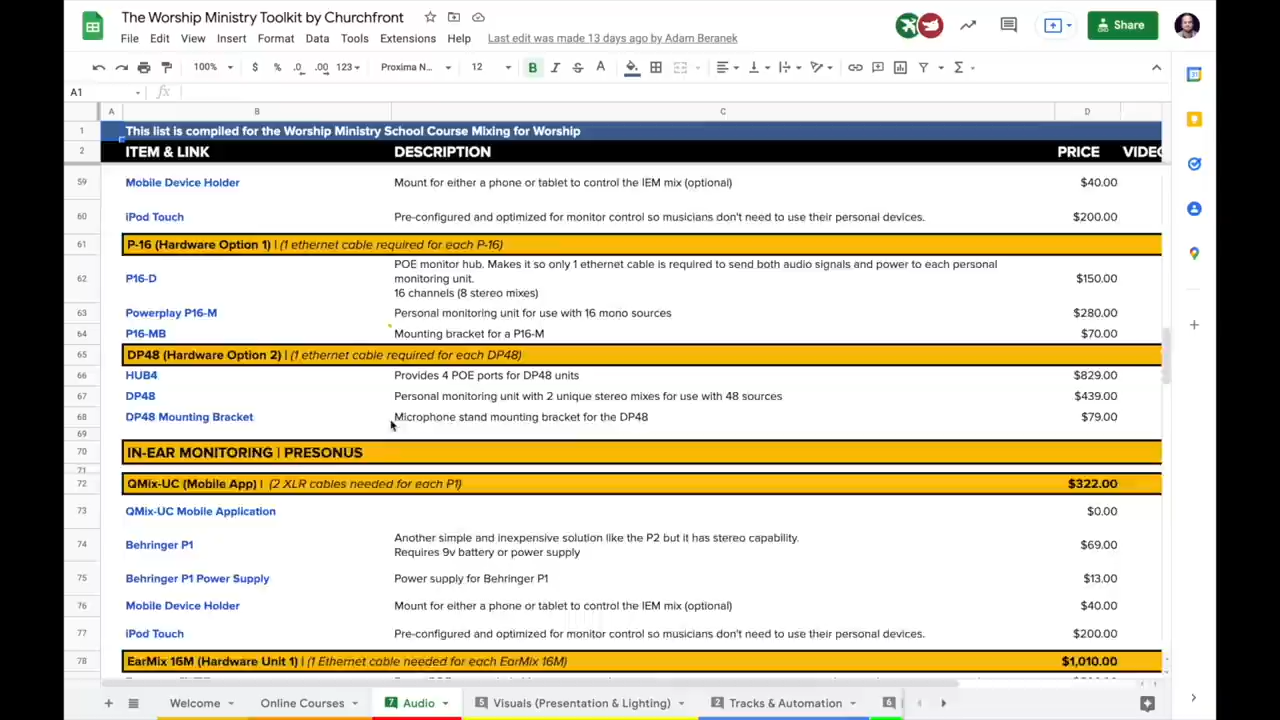 The Worship Ministry Toolkit by Churchfront
File Edit View Insert Format Data Tools Extensions Help Last edit was made 13 days ago by Adam Beranek
Share
100% $ % .0 .00 123 Proxima N... 12 B I S A
A1 fx
A B C D
1 This list is compiled for the Worship Ministry School Course Mixing for Worship
2 ITEM & LINK DESCRIPTION PRICE VIDEO
59 Mobile Device Holder Mount for either a phone or tablet to control the IEM mix (optional) $40.00
60 iPod Touch Pre-configured and optimized for monitor control so musicians don't need to use their personal devices. $200.00
61 P-16 (Hardware Option 1) | (1 ethernet cable required for each P-16)
POE monitor hub. Makes it so only 1 ethernet cable is required to send both audio signals and power to each personal
62 P16-D monitoring unit. $150.00
16 channels (8 stereo mixes)
63 Powerplay P16-M Personal monitoring unit for use with 16 mono sources $280.00
64 P16-MB Mounting bracket for a P16-M $70.00
65 DP48 (Hardware Option 2) | (1 ethernet cable required for each DP48)
66 HUB4 Provides 4 POE ports for DP48 units $829.00
67 DP48 Personal monitoring unit with 2 unique stereo mixes for use with 48 sources $439.00
68 DP48 Mounting Bracket Microphone stand mounting bracket for the DP48 $79.00
69
70 IN-EAR MONITORING | PRESONUS
71
72 QMix-UC (Mobile App) | (2 XLR cables needed for each P1) $322.00
73 QMix-UC Mobile Application $0.00
Another simple and inexpensive solution like the P2 but it has stereo capability.
74 Behringer P1 $69.00
Requires 9v battery or power supply
75 Behringer P1 Power Supply Power supply for Behringer P1 $13.00
76 Mobile Device Holder Mount for either a phone or tablet to control the IEM mix (optional) $40.00
77 iPod Touch Pre-configured and optimized for monitor control so musicians don't need to use their personal devices. $200.00
78 EarMix 16M (Hardware Unit 1) | (1 Ethernet cable needed for each EarMix 16M) $1,010.00
Welcome Online Courses 7 Audio 5 Visuals (Presentation & Lighting) 2 Tracks & Automation 6